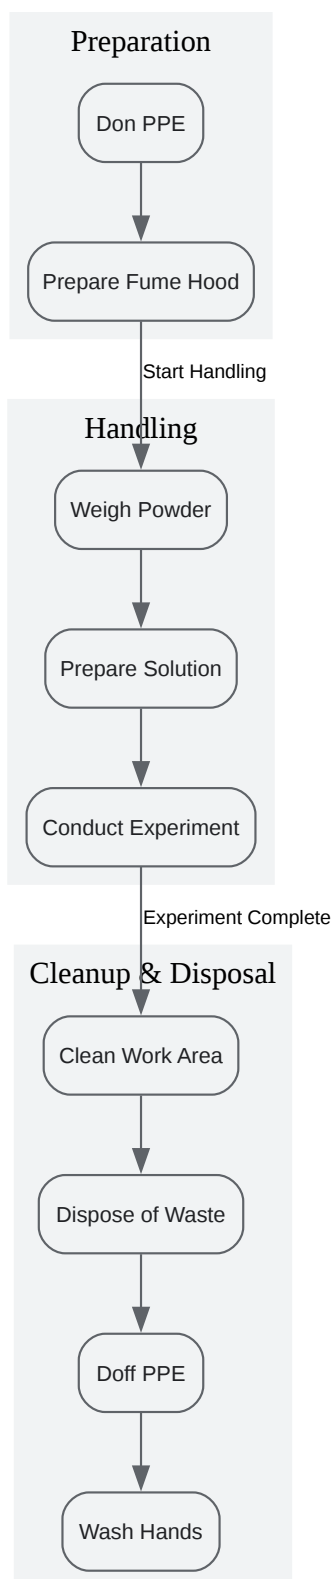 Preparation
Don PPE
Prepare Fume Hood
Start Handling
Handling
Weigh Powder
Prepare Solution
Conduct Experiment
Experiment Complete
Cleanup & Disposal
Clean Work Area
Dispose of Waste
Doff PPE
Wash Hands